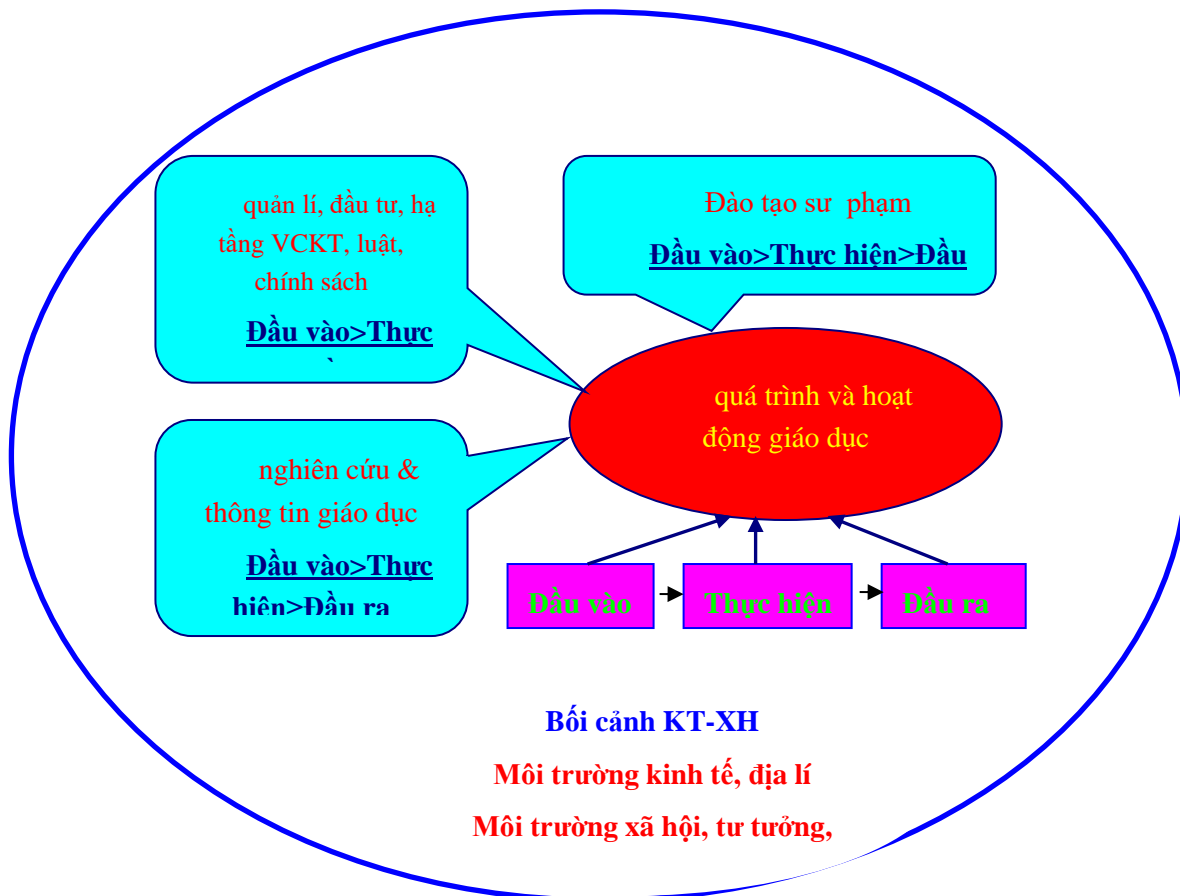 quản lí, đầu tư, hạ
tầng VCKT, luật,
chính sách
Đầu vào>Thực
Đào tạo sư phạm
Đầu vào>Thực hiện>Đầu
quá trình và hoạt
động giáo dục
nghiên cứu &
thông tin giáo dục
Đầu vào>Thực
hiện>Đầu ra
Đầu vào
Thực hiện
Đầu ra
Bối cảnh KT-XH
Môi trường kinh tế, địa lí
Môi trường xã hội, tư tưởng,